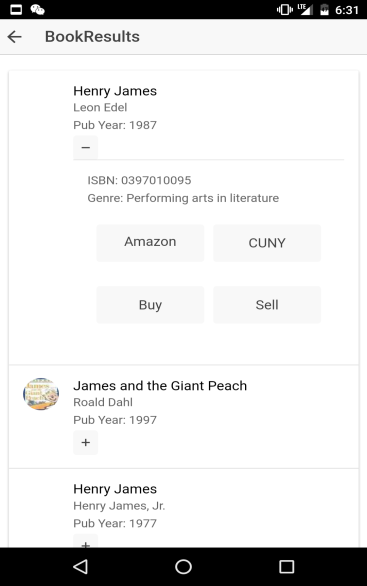 LTE 6:31
BookResults
Henry James
Leon Edel
Pub Year: 1987
ISBN: 0397010095
Genre: Performing arts in literature
Amazon
CUNY
Buy
Sell
James and the Giant Peach
Roald Dahl
Pub Year: 1997
+
Henry James
Henry James, Jr.
Pub Year: 1977
+